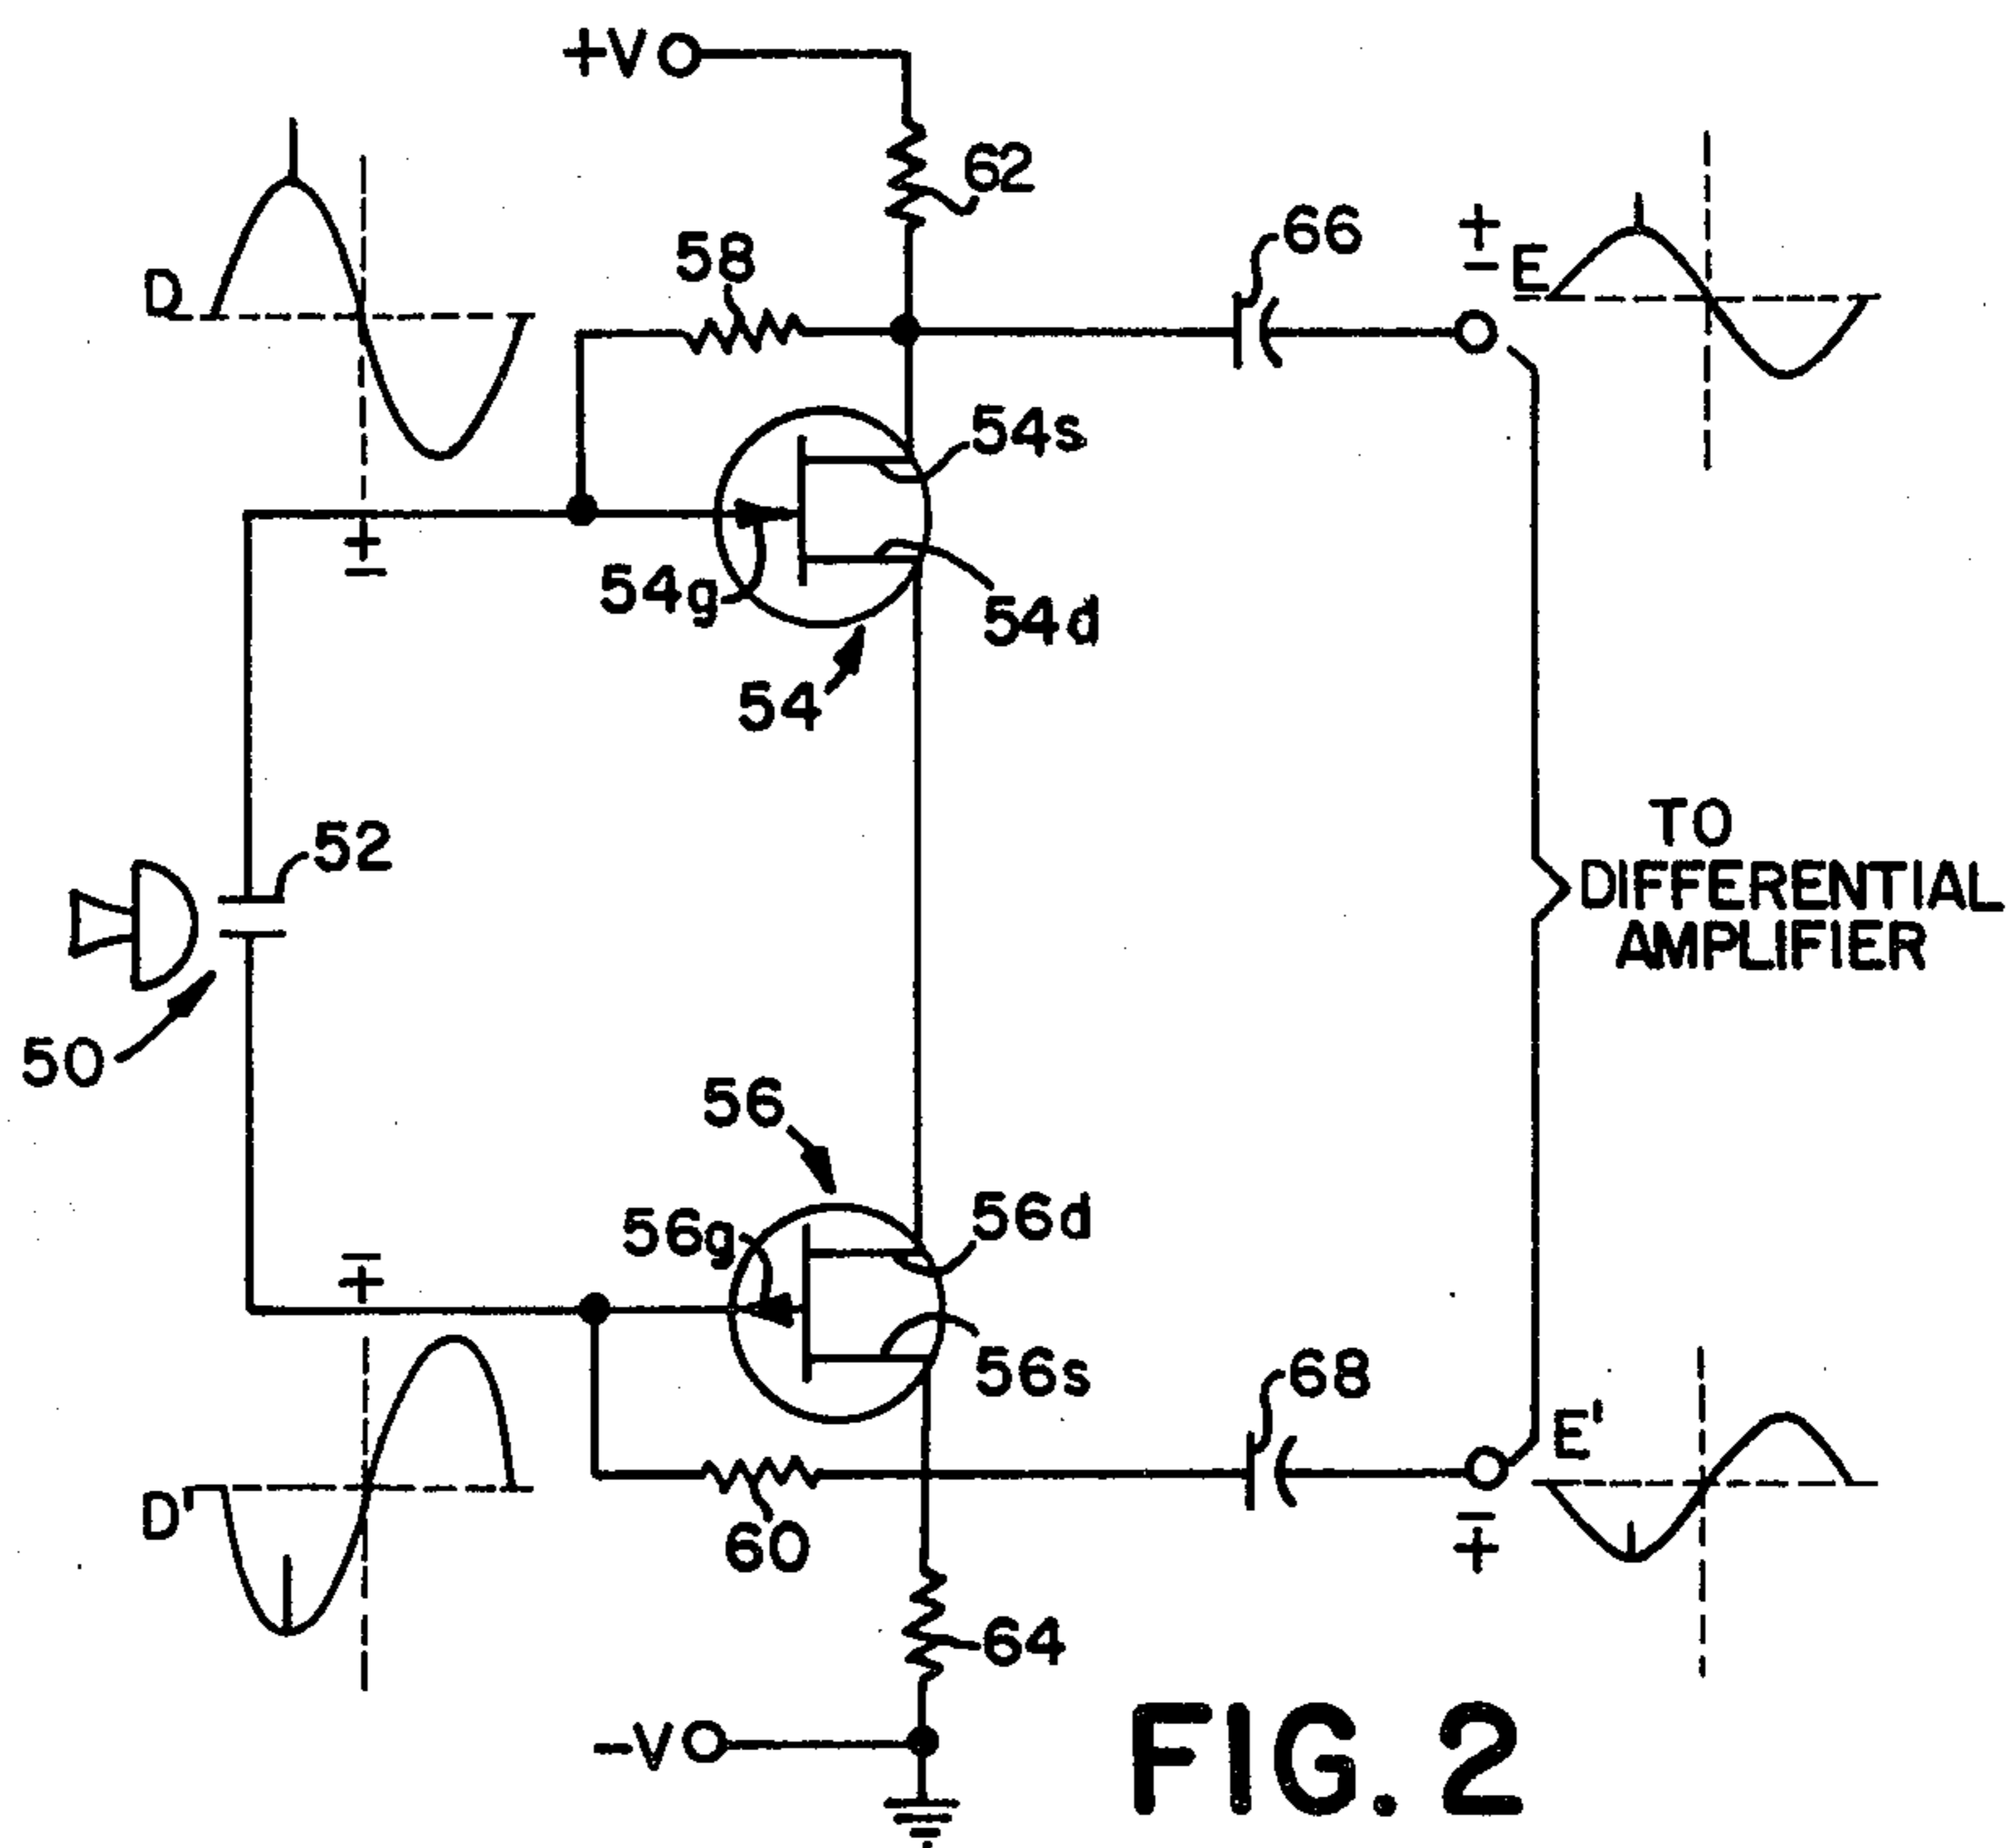 +V
62
58
66
+
- E
D
54s
+
-
54g
54d
54
TO
52
DIFFERENTIAL
AMPLIFIER
50
56
56d
56g
-
+
56s
68
E'
D'
60
-
+
64
-V
FIG. 2